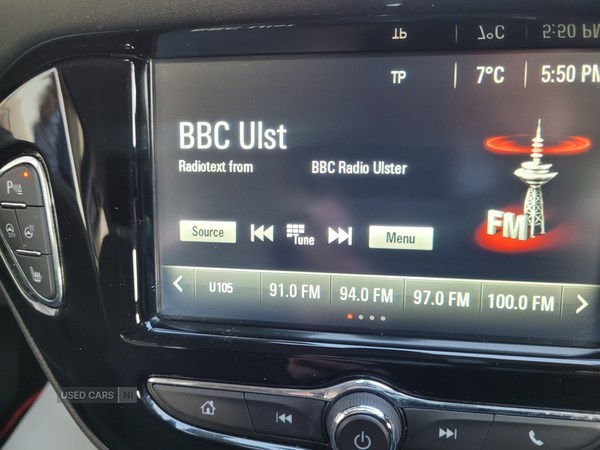 TP 7°C 5:50 PM
BBC Ulst
Radiotext from BBC Radio Ulster
FM
Source Tune Menu
U105 91.0 FM 94.0 FM 97.0 FM 100.0 FM
P
USED CARS NI